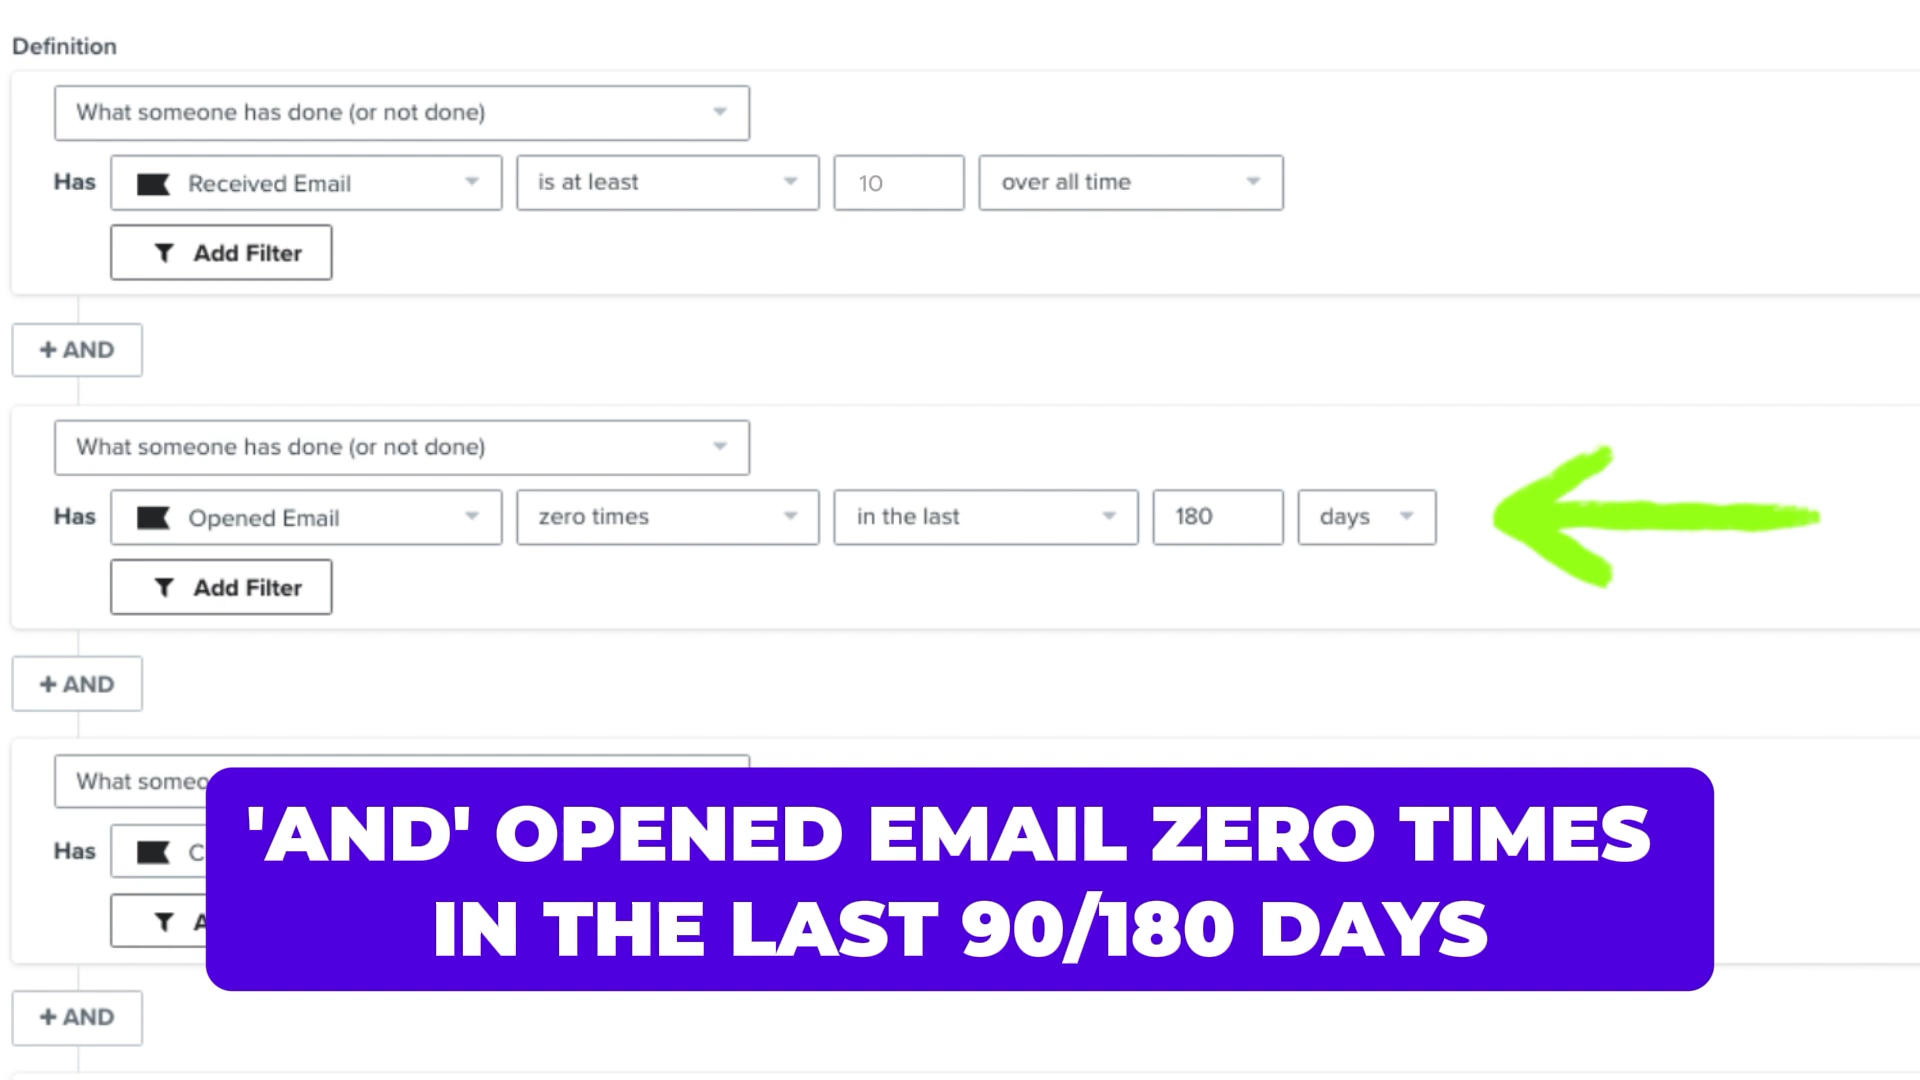 Definition
What someone has done (or not done)
Has Received Email is at least 10 over all time
Add Filter
+ AND
What someone has done (or not done)
Has Opened Email zero times in the last 180 days
Add Filter
+ AND
What someo
Has C
A
'AND' OPENED EMAIL ZERO TIMES
IN THE LAST 90/180 DAYS
+ AND